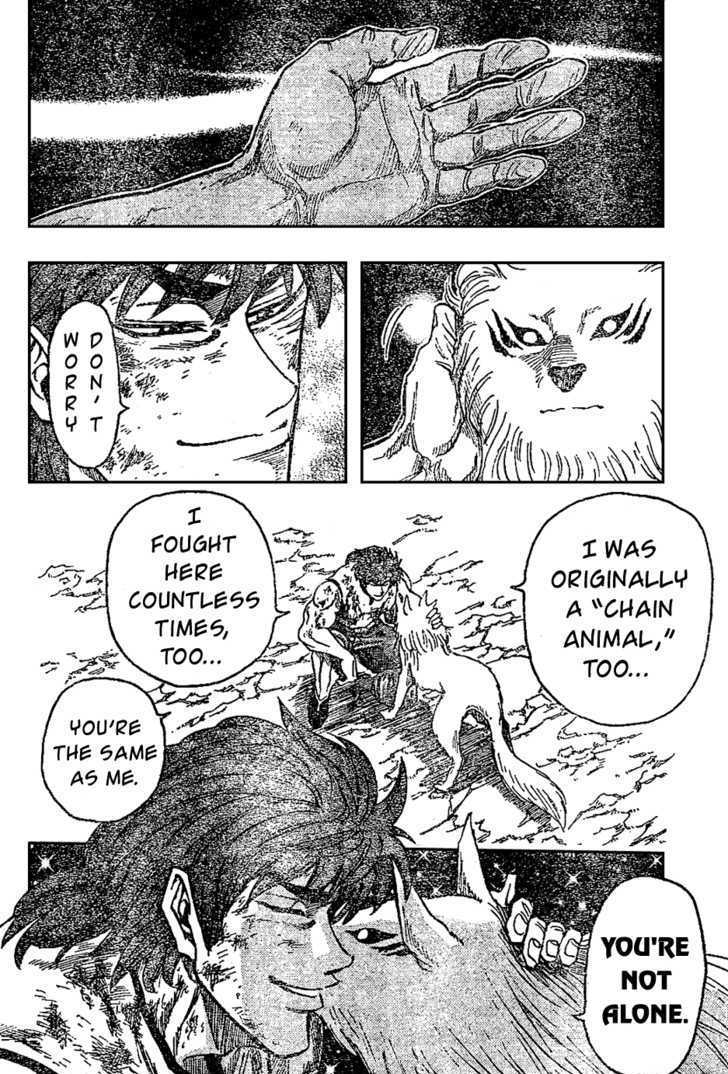 DON'T
WORRY
I WAS
ORIGINALLY
A "CHAIN
ANIMAL,"
TOO...
I
FOUGHT
HERE
COUNTLESS
TIMES,
TOO...
YOU'RE
THE SAME
AS ME.
YOU'RE
NOT
ALONE.